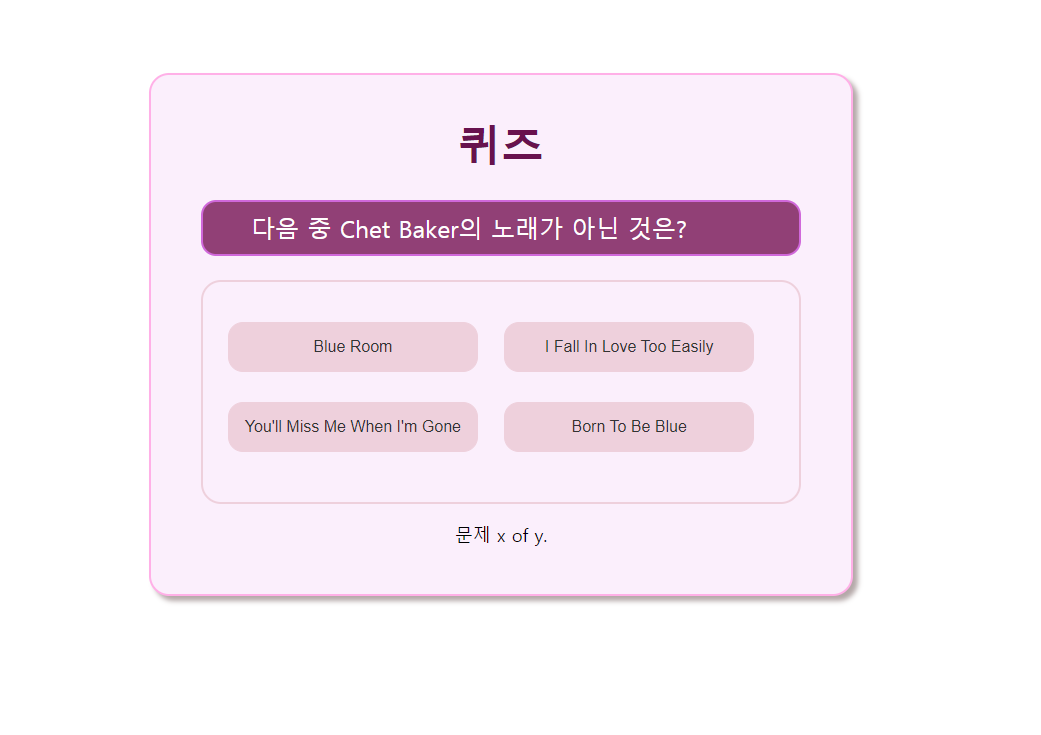 퀴즈
다음 중 Chet Baker의 노래가 아닌 것은?
Blue Room
I Fall In Love Too Easily
You'll Miss Me When I'm Gone
Born To Be Blue
문제 x of y.